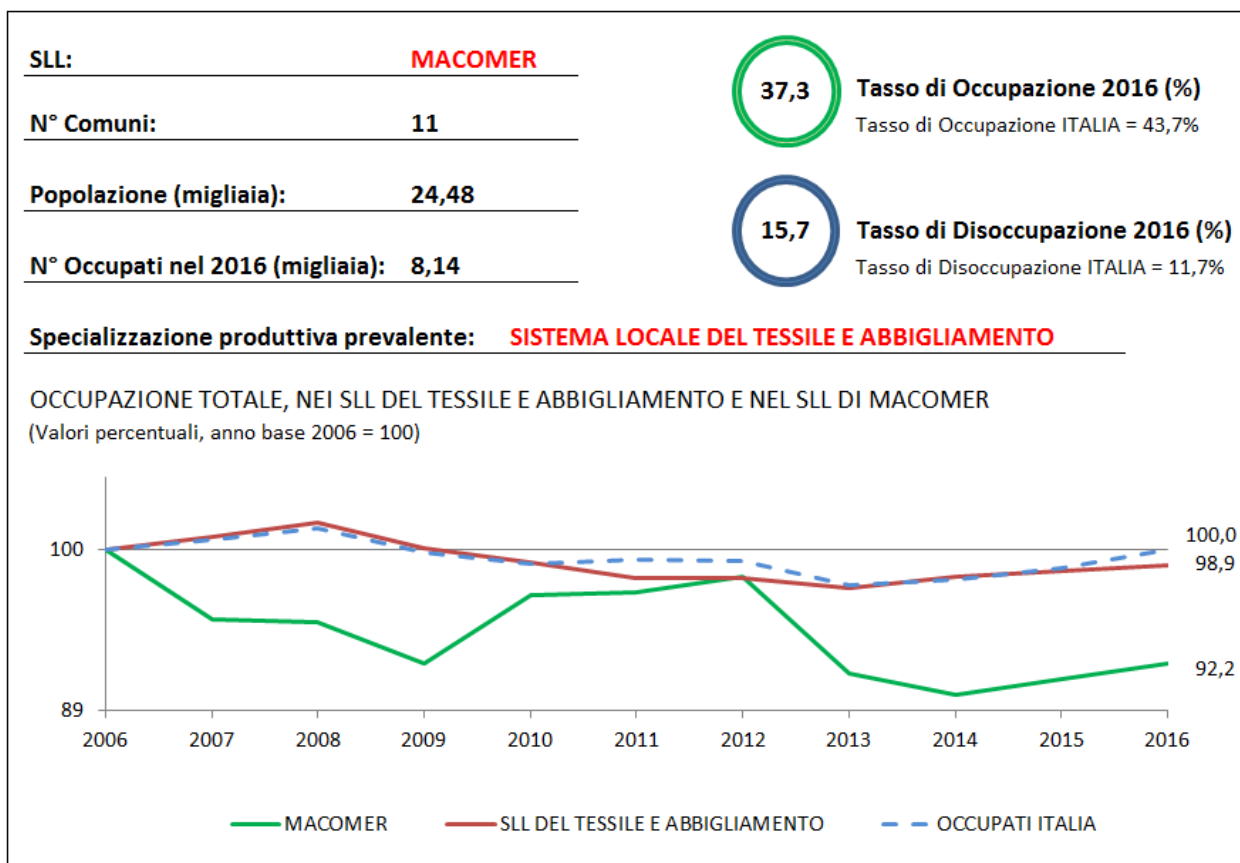 SLL: MACOMER
N° Comuni: 11
Popolazione (migliaia): 24,48
N° Occupati nel 2016 (migliaia): 8,14
37,3
Tasso di Occupazione 2016 (%)
Tasso di Occupazione ITALIA = 43,7%
15,7
Tasso di Disoccupazione 2016 (%)
Tasso di Disoccupazione ITALIA = 11,7%
Specializzazione produttiva prevalente: SISTEMA LOCALE DEL TESSILE E ABBIGLIAMENTO
OCCUPAZIONE TOTALE, NEI SLL DEL TESSILE E ABBIGLIAMENTO E NEL SLL DI MACOMER
(Valori percentuali, anno base 2006 = 100)
100
89
100,0
98,9
92,2
2006 2007 2008 2009 2010 2011 2012 2013 2014 2015 2016
MACOMER SLL DEL TESSILE E ABBIGLIAMENTO OCCUPATI ITALIA